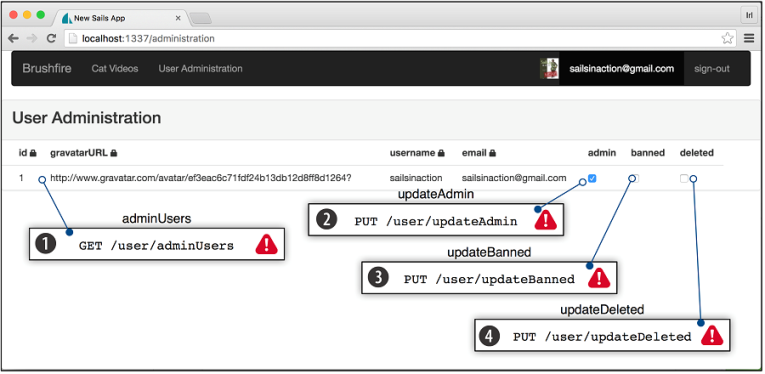 New Sails App
Irl
localhost:1337/administration
Brushfire Cat Videos User Administration sailsinaction@gmail.com sign-out
User Administration
id gravatarURL username email admin banned deleted
1 http://www.gravatar.com/avatar/ef3eac6c71fdf24b13db12d8ff8d1264? sailsinaction sailsinaction@gmail.com
updateAdmin
2 PUT /user/updateAdmin
adminUsers
1 GET /user/adminUsers
updateBanned
3 PUT /user/updateBanned
updateDeleted
4 PUT /user/updateDeleted